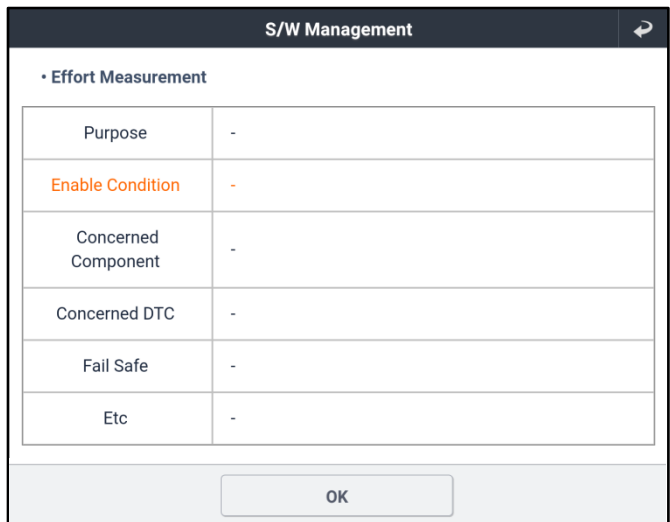 S/W Management
• Effort Measurement
Purpose -
Enable Condition -
Concerned
Component -
Concerned DTC -
Fail Safe -
Etc -
OK